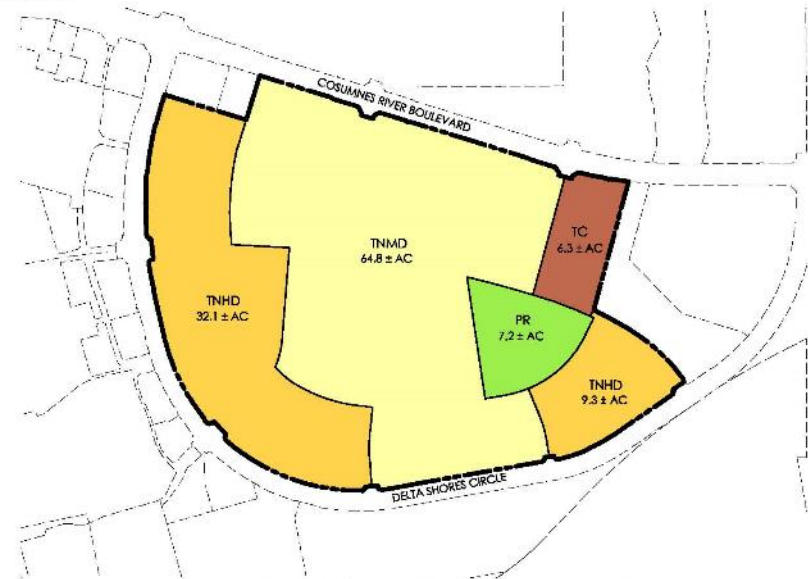 COSUMNES RIVER BOULEVARD
TC
6.3 ± AC
TNMD
64.8 ± AC
TNHD
32.1 ± AC
PR
7.2 ± AC
TNHD
9.3 ± AC
DELTA SHORES CIRCLE